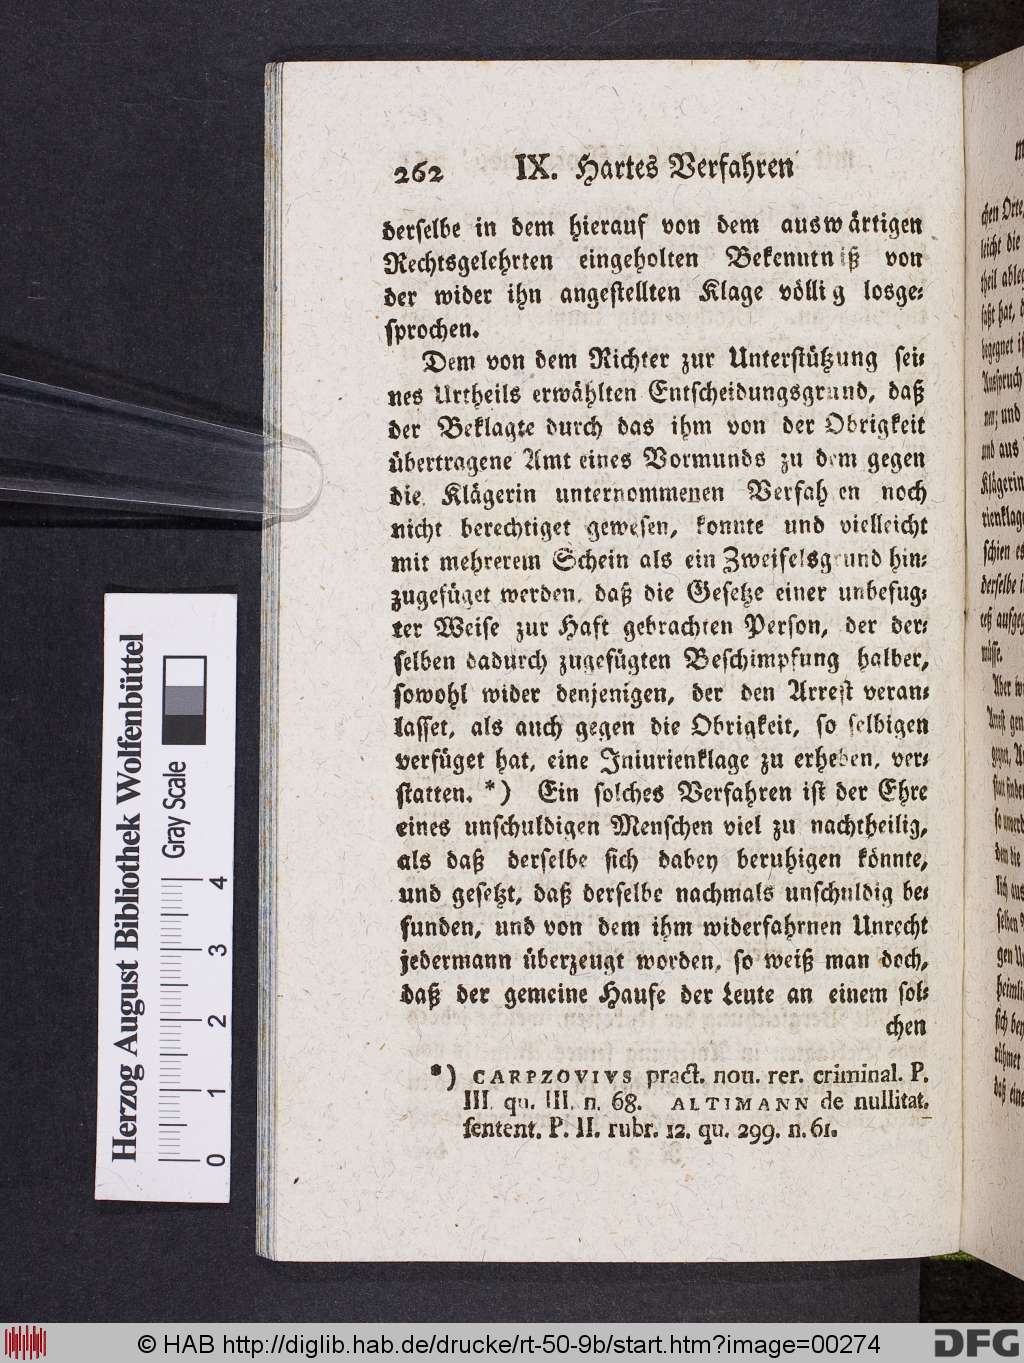 262 IX. Hartes Verfahren
derselbe in dem hierauf von dem auswärtigen
Rechtsgelehrten eingeholten Bekenntniß von
der wider ihn angestellten Klage völlig losge-
sprochen.
Dem von dem Richter zur Unterstützung sei-
nes Urtheils erwählten Entscheidungsgrund, daß
der Beklagte durch das ihm von der Obrigkeit
übertragene Amt eines Vormunds zu dem gegen
die Klägerin unternommenen Verfahren noch
nicht berechtiget gewesen, konnte und vielleicht
mit mehrerem Schein als ein Zweifelsgrund hin-
zugefüget werden, daß die Gesetze einer unbefug-
ter Weise zur Haft gebrachten Person, der der-
selben dadurch zugefügten Beschimpfung halber,
sowohl wider denjenigen, der den Arrest veran-
lasset, als auch gegen die Obrigkeit, so selbigen
verfüget hat, eine Iniurienklage zu erheben, ver-
statten. *) Ein solches Verfahren ist der Ehre
eines unschuldigen Menschen viel zu nachtheilig,
als daß derselbe sich dabey beruhigen könnte,
und gesetzt, daß derselbe nachmals unschuldig be-
funden, und von dem ihm widerfahrnen Unrecht
jedermann überzeugt worden, so weiß man doch,
daß der gemeine Haufe der Leute an einem sol-
chen
*) CARPZOVIVS pract. nou. rer. criminal. P.
III. qu. III. n. 68. ALTIMANN de nullitat.
sentent. P. II. rubr. 12. qu. 299. n. 61.
Herzog August Bibliothek Wolfenbüttel
Gray Scale
0 1 2 3 4
© HAB http://diglib.hab.de/drucke/rt-50-9b/start.htm?image=00274
DFG